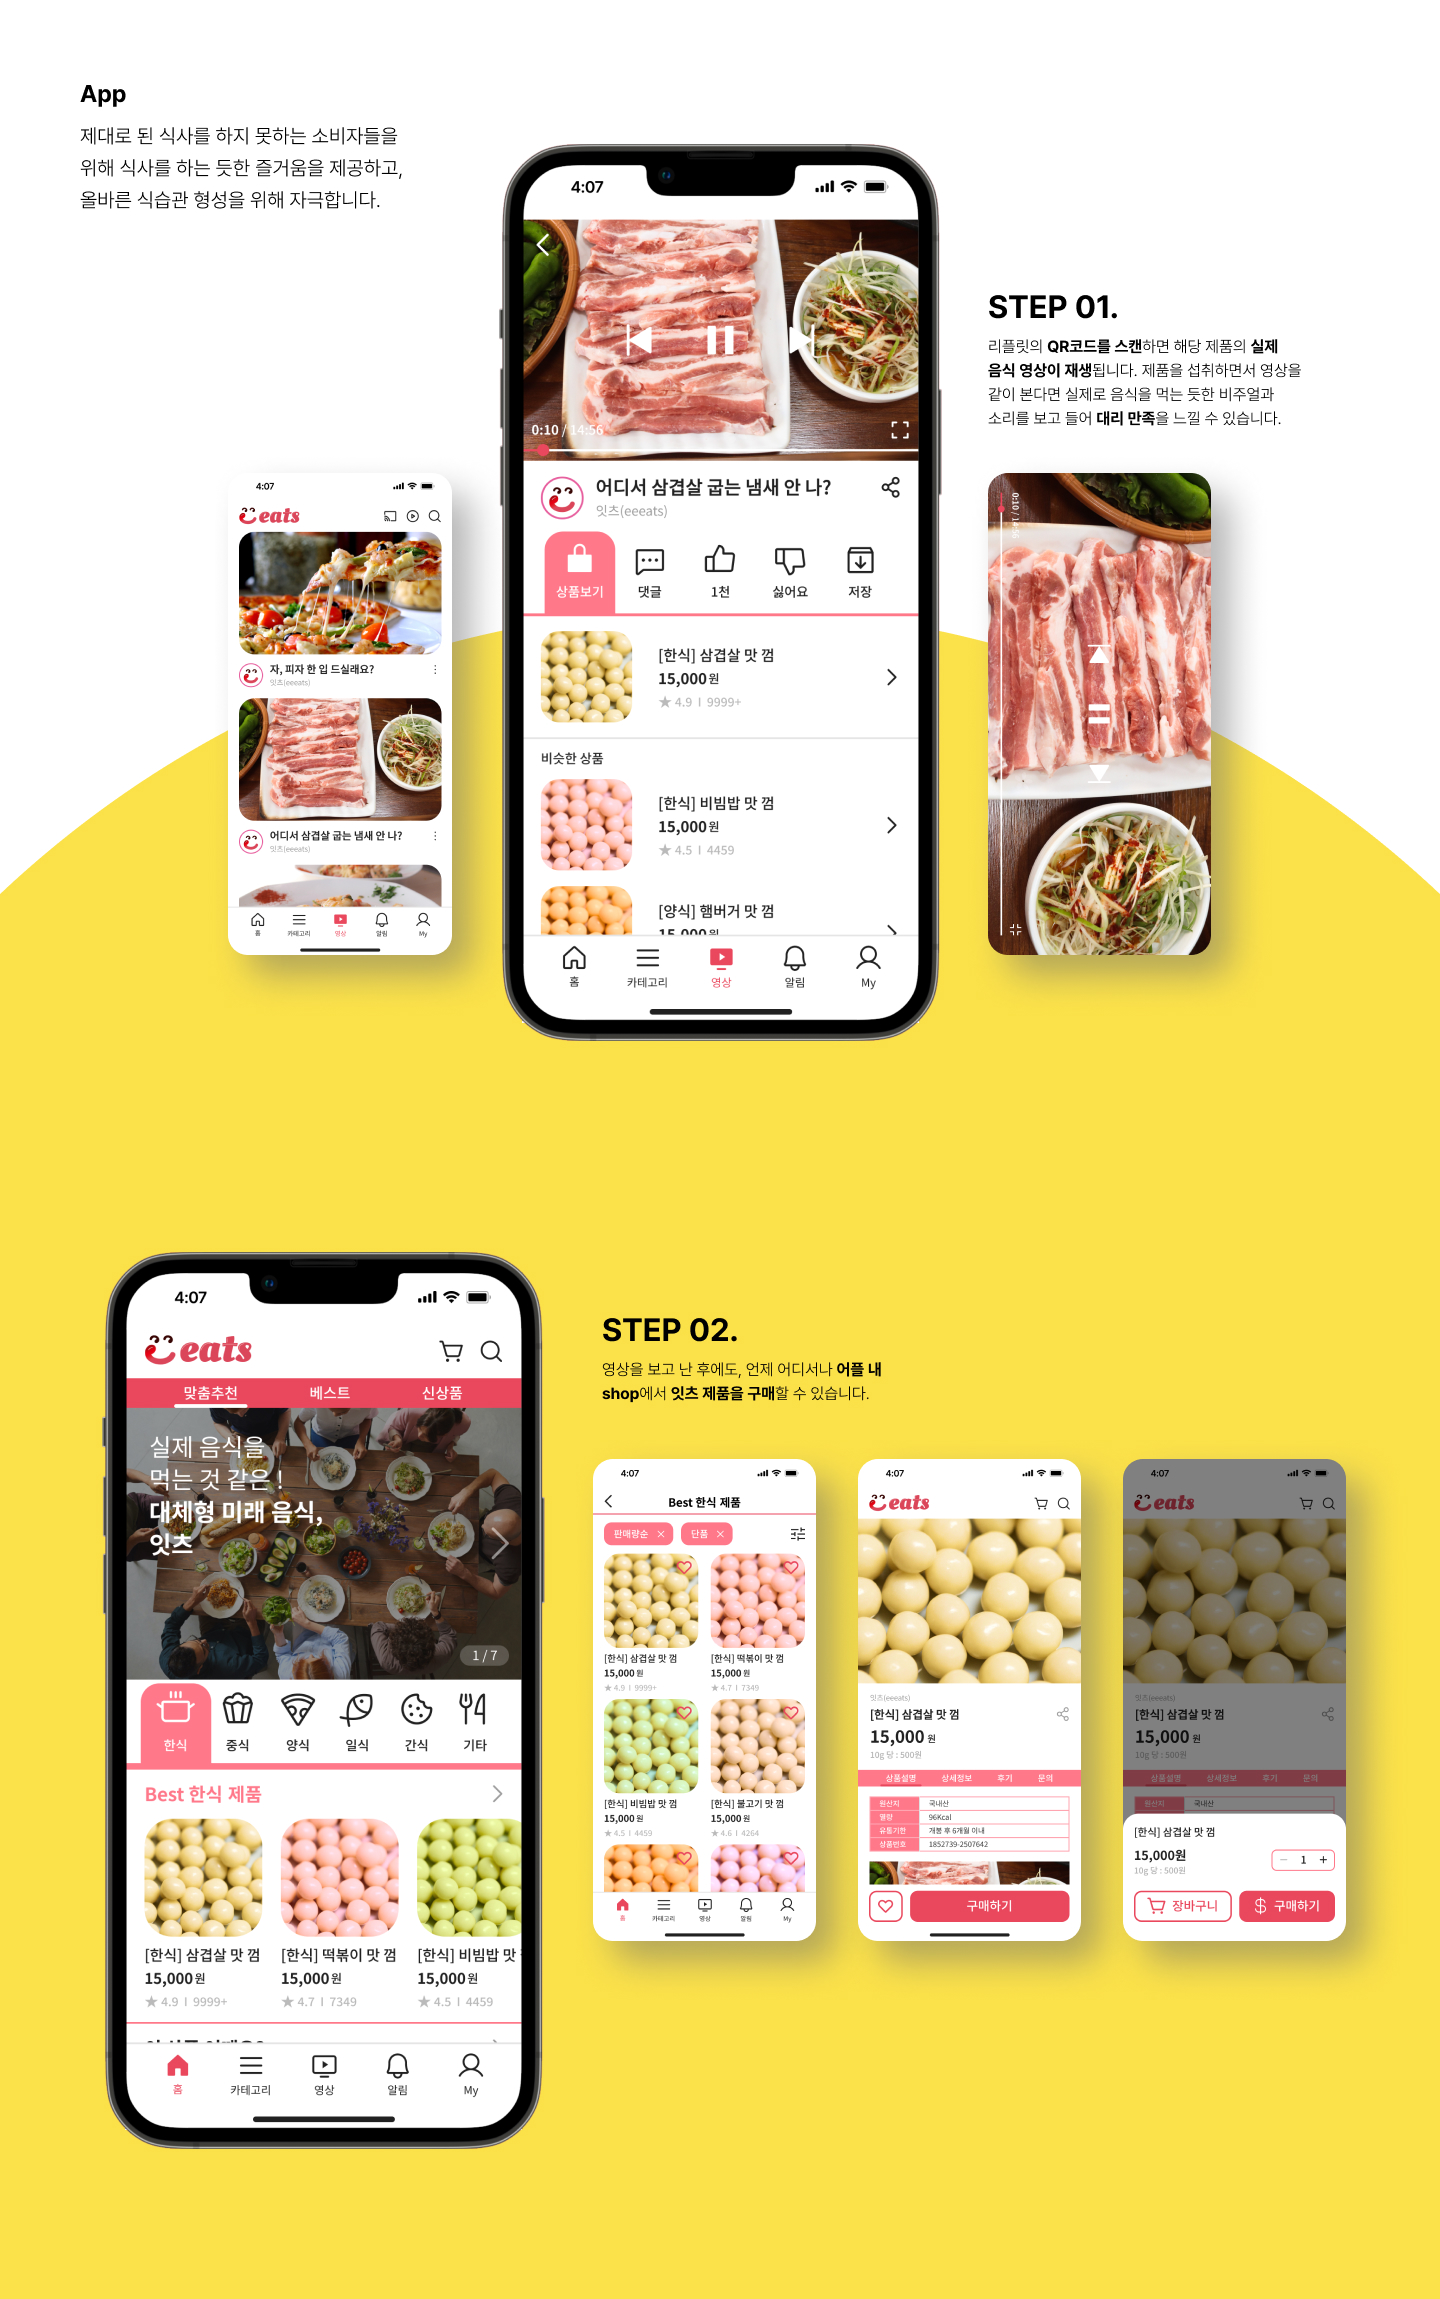 App
제대로 된 식사를 하지 못하는 소비자들을
위해 식사를 하는 듯한 즐거움을 제공하고,
올바른 식습관 형성을 위해 자극합니다.
4:07
0:10 / 14:56
어디서 삼겹살 굽는 냄새 안 나?
잇츠(eeeats)
상품보기
댓글
1천
싫어요
저장
[한식] 삼겹살 맛 껌
15,000원
★ 4.9 | 9999+
비슷한 상품
[한식] 비빔밥 맛 껌
15,000원
★ 4.5 | 4459
[양식] 햄버거 맛 껌
15,000원
홈
카테고리
영상
알림
My
STEP 01.
리플릿의 QR코드를 스캔하면 해당 제품의 실제
음식 영상이 재생됩니다. 제품을 섭취하면서 영상을
같이 본다면 실제로 음식을 먹는 듯한 비주얼과
소리를 보고 들어 대리 만족을 느낄 수 있습니다.
4:07
eats
자, 피자 한 입 드실래요?
잇츠(eeeats)
어디서 삼겹살 굽는 냄새 안 나?
잇츠(eeeats)
홈
카테고리
영상
알림
My
0:10 / 14:56
4:07
eats
맞춤추천
베스트
신상품
실제 음식을
먹는 것 같은 !
대체형 미래 음식,
잇츠
1 / 7
한식
중식
양식
일식
간식
기타
Best 한식 제품
[한식] 삼겹살 맛 껌
15,000원
★ 4.9 | 9999+
[한식] 떡볶이 맛 껌
15,000원
★ 4.7 | 7349
[한식] 비빔밥 맛
15,000원
★ 4.5 | 4459
홈
카테고리
영상
알림
My
STEP 02.
영상을 보고 난 후에도, 언제 어디서나 어플 내
shop에서 잇츠 제품을 구매할 수 있습니다.
4:07
Best 한식 제품
판매량순 ×
단품 ×
[한식] 삼겹살 맛 껌
15,000원
★ 4.9 | 9999+
[한식] 떡볶이 맛 껌
15,000원
★ 4.7 | 7349
[한식] 비빔밥 맛 껌
15,000원
★ 4.5 | 4459
[한식] 불고기 맛 껌
15,000원
★ 4.6 | 4264
홈
카테고리
영상
알림
My
4:07
eats
잇츠(eeeats)
[한식] 삼겹살 맛 껌
15,000 원
10g 당 : 500원
상품설명
상세정보
후기
문의
원산지 국내산
열량 96Kcal
유통기한 개봉 후 6개월 이내
상품번호 1852739-2507642
구매하기
4:07
eats
잇츠(eeeats)
[한식] 삼겹살 맛 껌
15,000 원
10g 당 : 500원
상품설명
상세정보
후기
문의
원산지 국내산
[한식] 삼겹살 맛 껌
15,000원
10g 당 : 500원
− 1 +
장바구니
구매하기